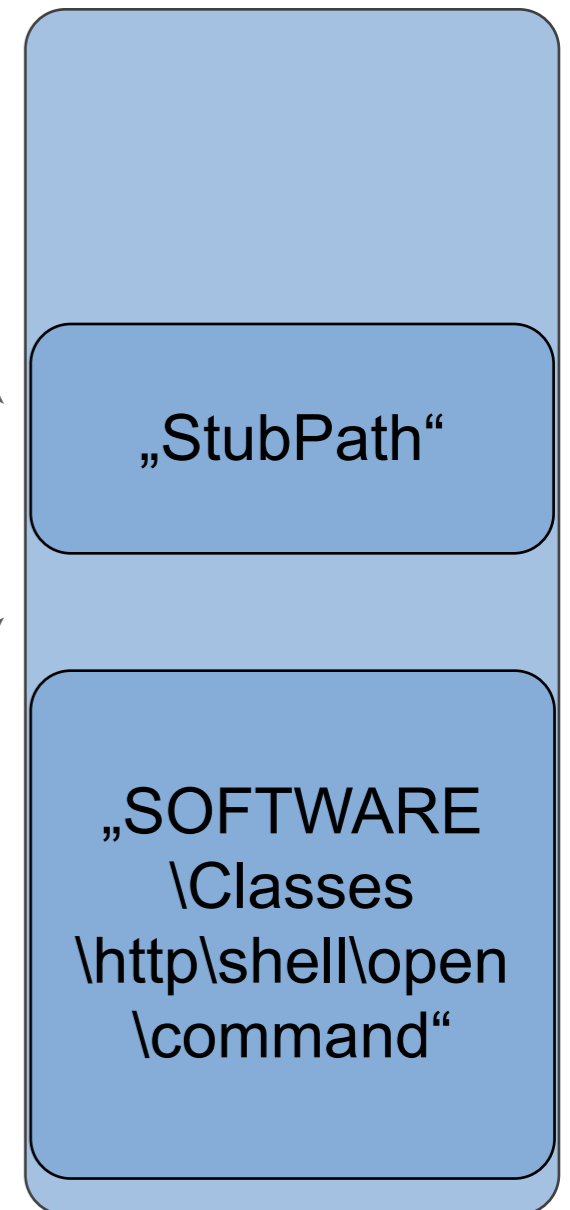 „StubPath“
„SOFTWARE
\Classes
\http\shell\open
\command“